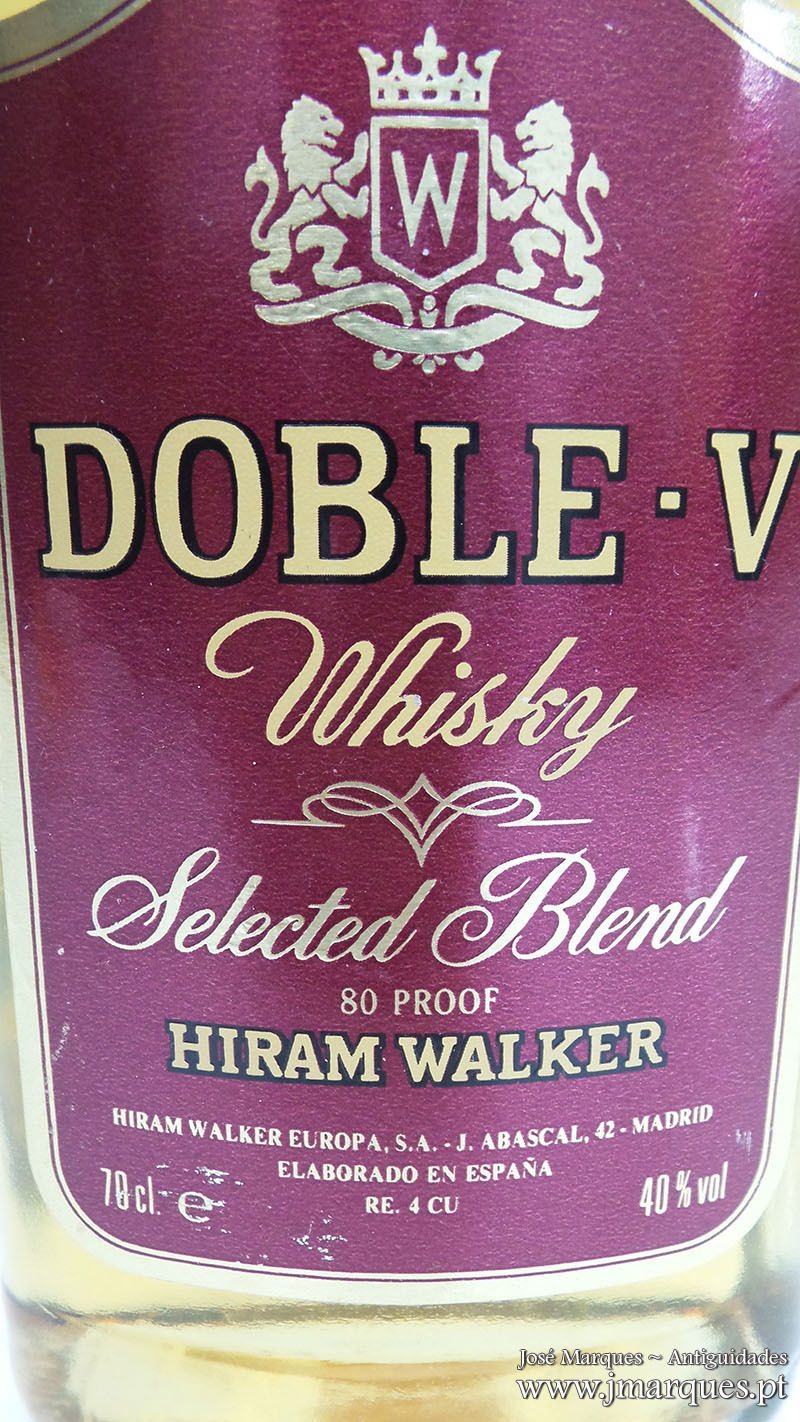 W
DOBLE·V
Whisky
Selected Blend
80 PROOF
HIRAM WALKER
HIRAM WALKER EUROPA, S.A. - J. ABASCAL, 42 - MADRID
ELABORADO EN ESPAÑA
70 cl. e RE. 4 CU 40% vol
José Marques ~ Antiguidades
www.jmarques.pt